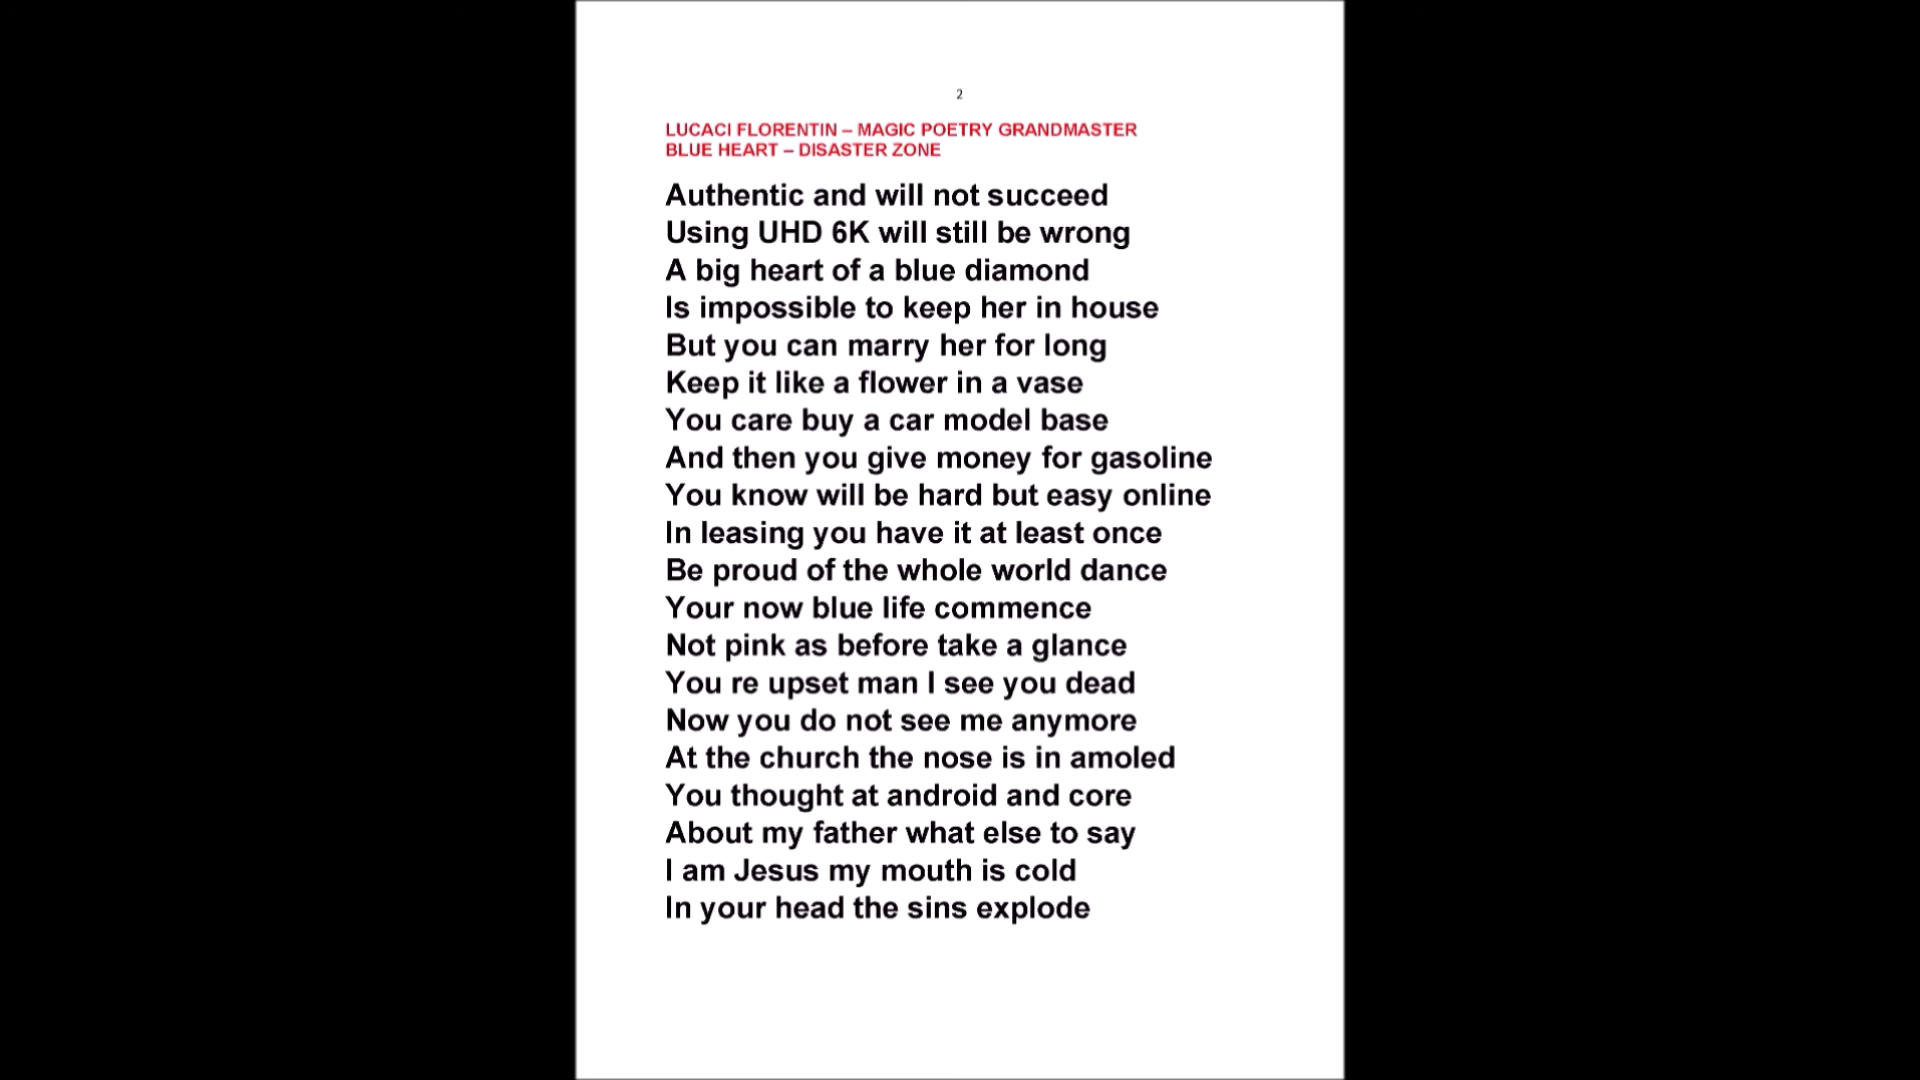 2
LUCACI FLORENTIN – MAGIC POETRY GRANDMASTER
BLUE HEART – DISASTER ZONE
Authentic and will not succeed
Using UHD 6K will still be wrong
A big heart of a blue diamond
Is impossible to keep her in house
But you can marry her for long
Keep it like a flower in a vase
You care buy a car model base
And then you give money for gasoline
You know will be hard but easy online
In leasing you have it at least once
Be proud of the whole world dance
Your now blue life commence
Not pink as before take a glance
You re upset man I see you dead
Now you do not see me anymore
At the church the nose is in amoled
You thought at android and core
About my father what else to say
I am Jesus my mouth is cold
In your head the sins explode